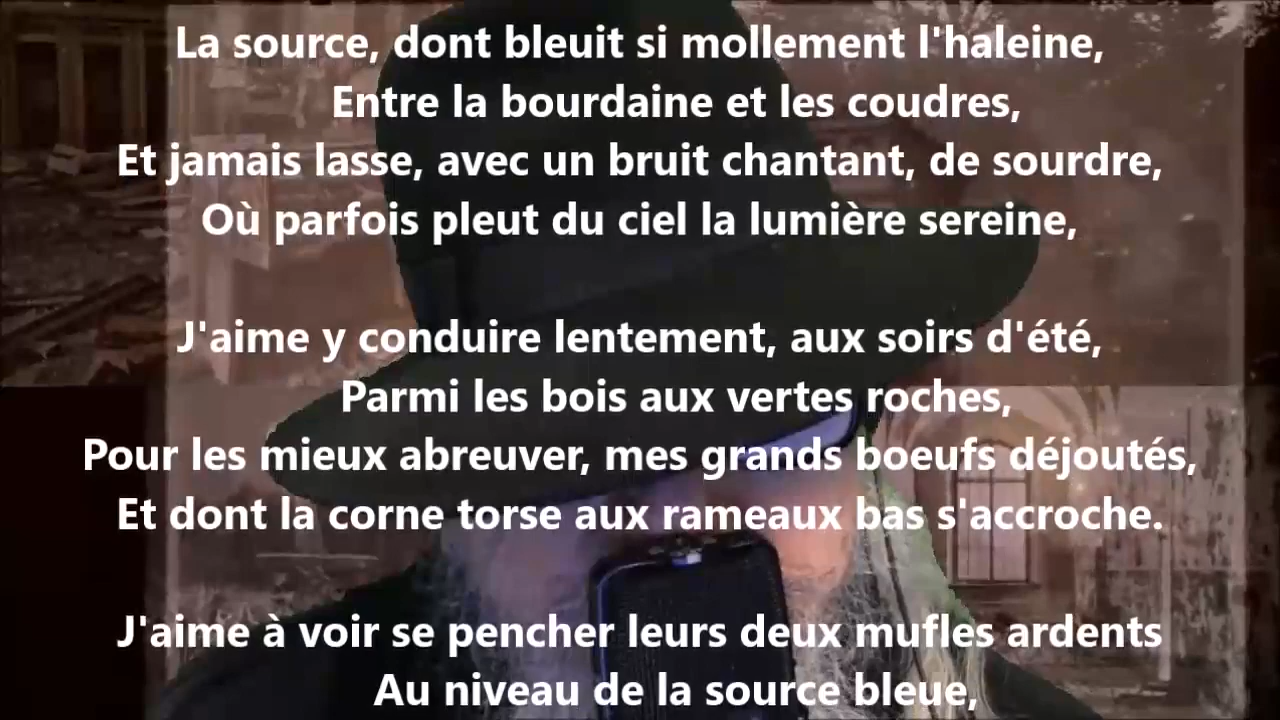 La source, dont bleuit si mollement l'haleine,
Entre la bourdaine et les coudres,
Et jamais lasse, avec un bruit chantant, de sourdre,
Où parfois pleut du ciel la lumière sereine,
J'aime y conduire lentement, aux soirs d'été,
Parmi les bois aux vertes roches,
Pour les mieux abreuver, mes grands boeufs déjoutés,
Et dont la corne torse aux rameaux bas s'accroche.
J'aime à voir se pencher leurs deux mufles ardents
Au niveau de la source bleue,